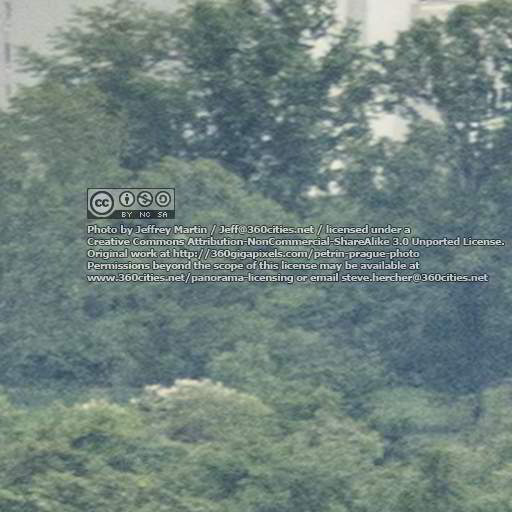 cc
BY NC SA
Photo by Jeffrey Martin / Jeff@360cities.net / licensed under a
Creative Commons Attribution-NonCommercial-ShareAlike 3.0 Unported License.
Original work at http://360gigapixels.com/petrin-prague-photo
Permissions beyond the scope of this license may be available at
www.360cities.net/panorama-licensing or email steve.hercher@360cities.net